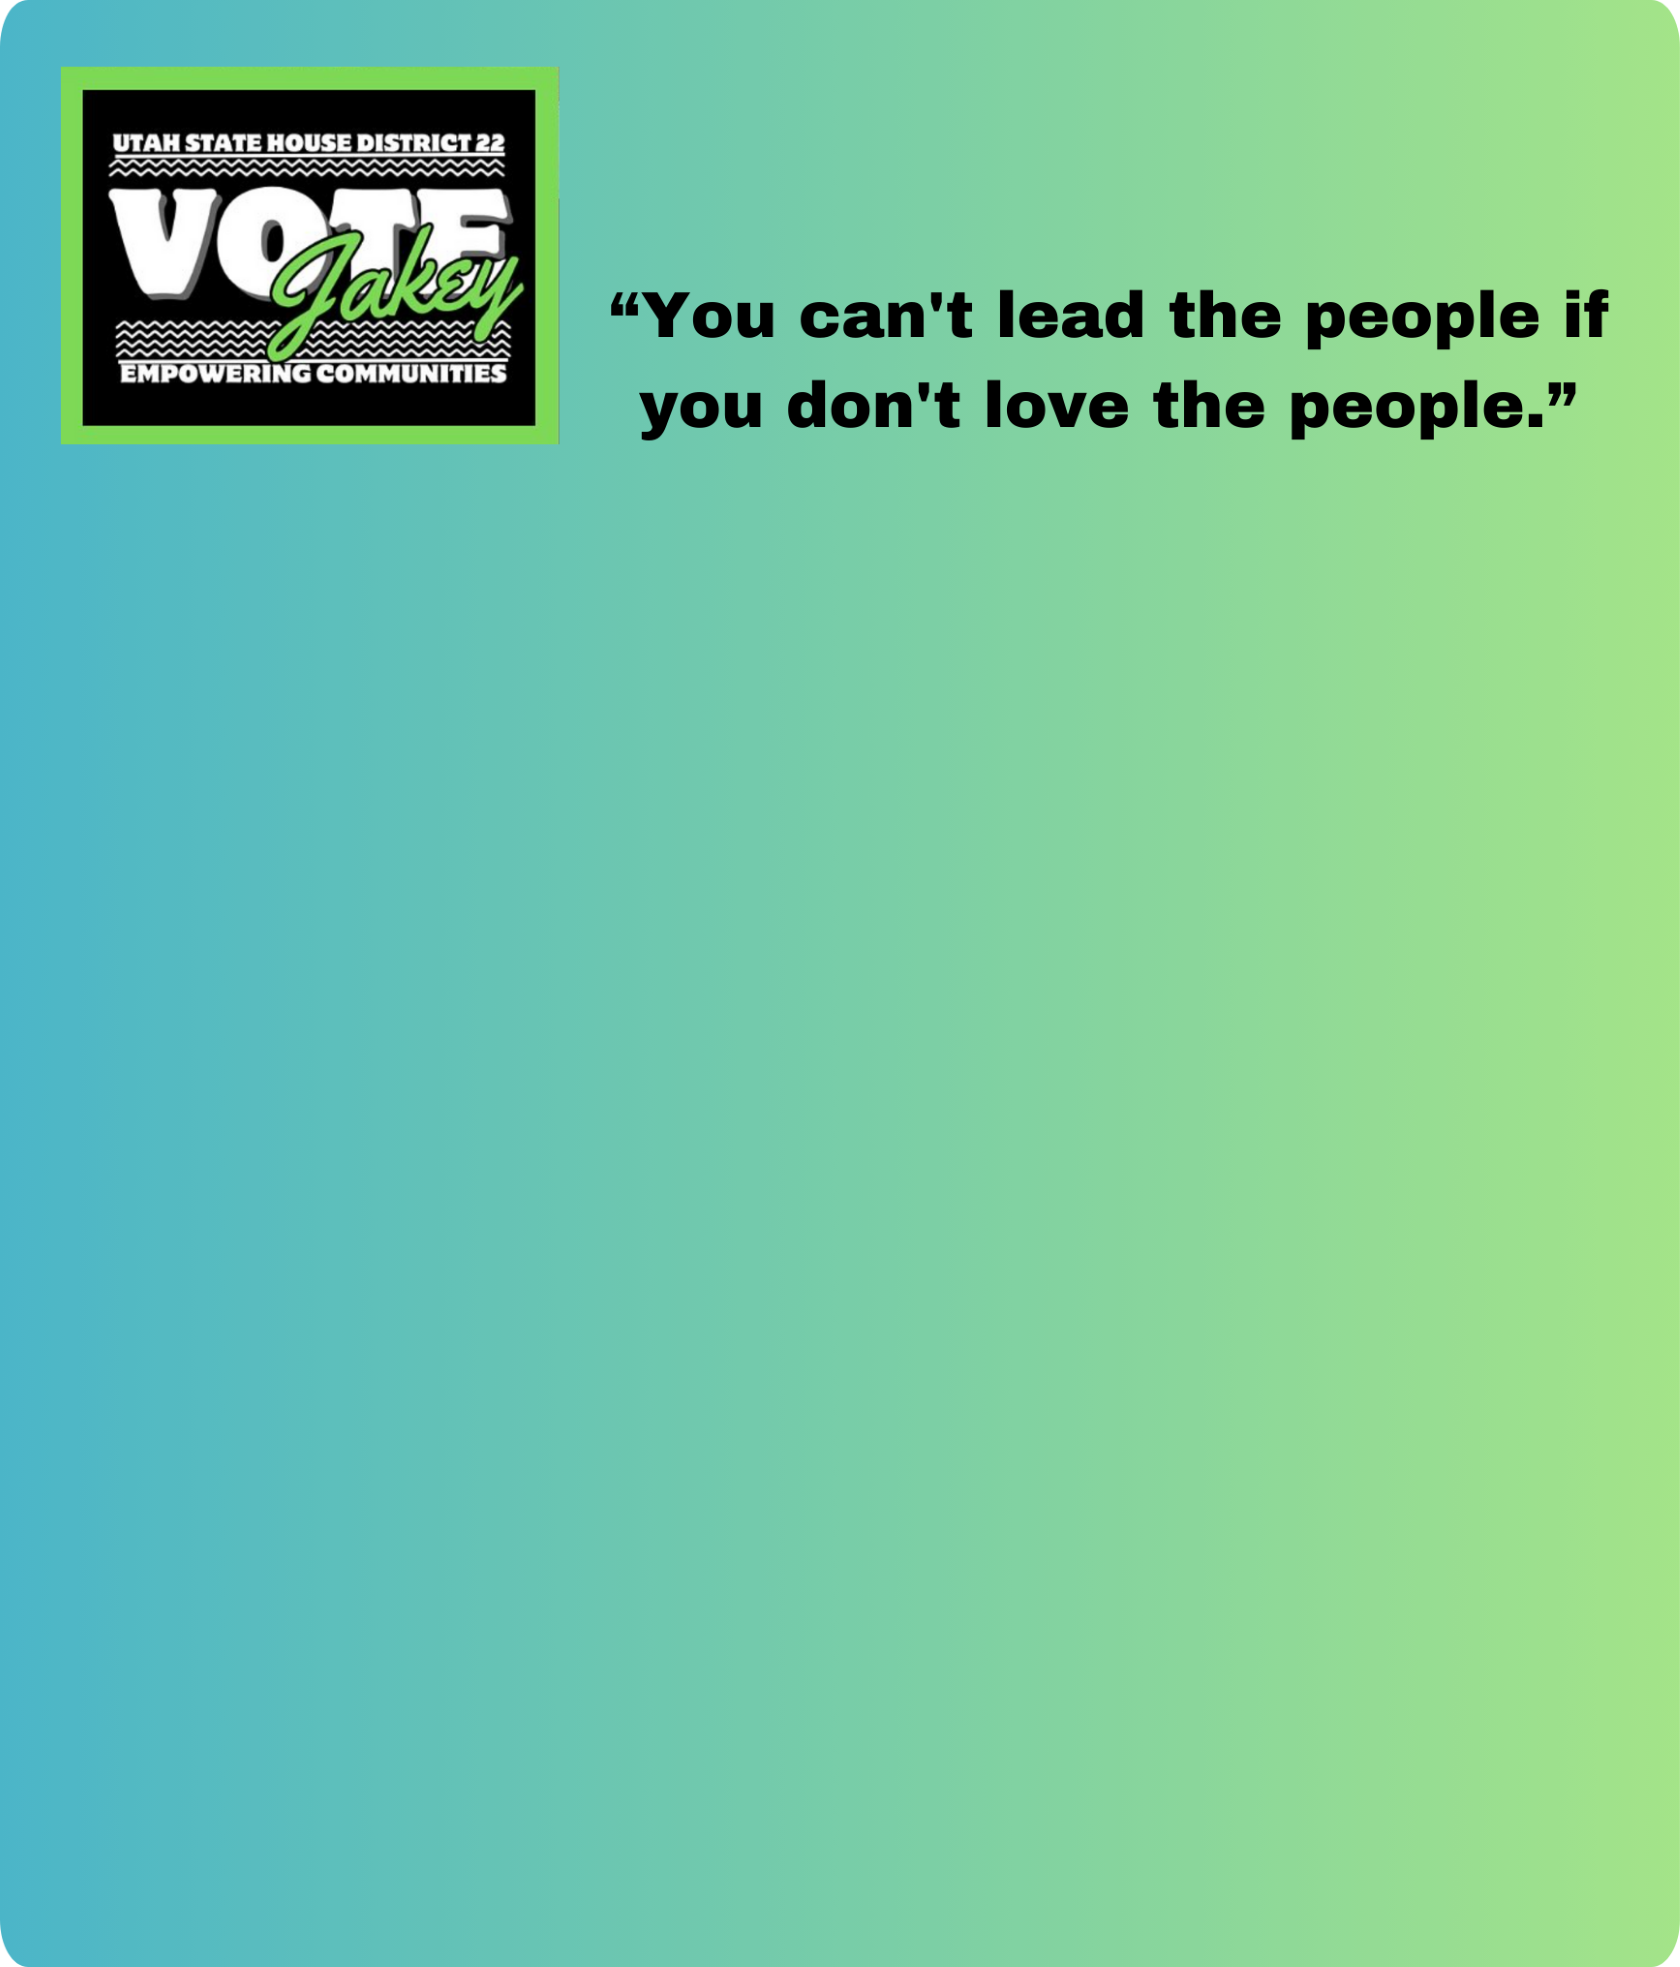 UTAH STATE HOUSE DISTRICT 22
VOTE
Jakey
EMPOWERING COMMUNITIES
“You can't lead the people if
you don't love the people.”